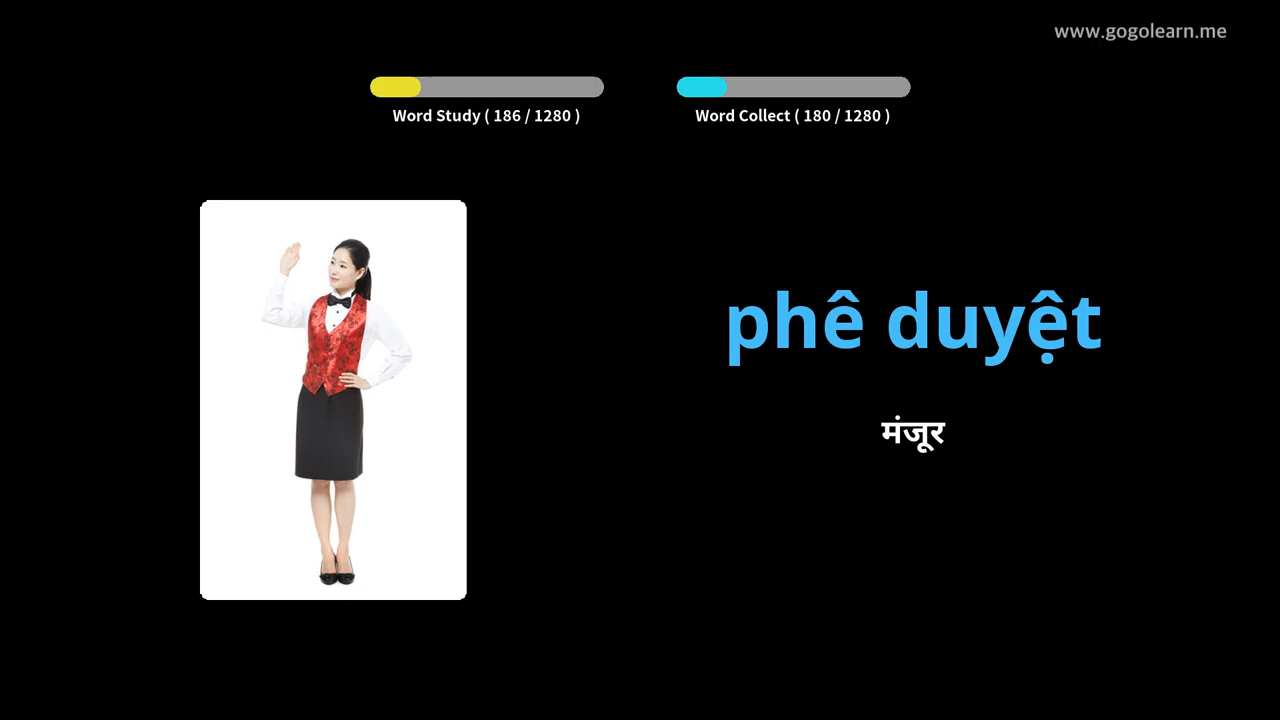 www.gogolearn.me
Word Study ( 186 / 1280 )
Word Collect ( 180 / 1280 )
phê duyệt
मंजूर